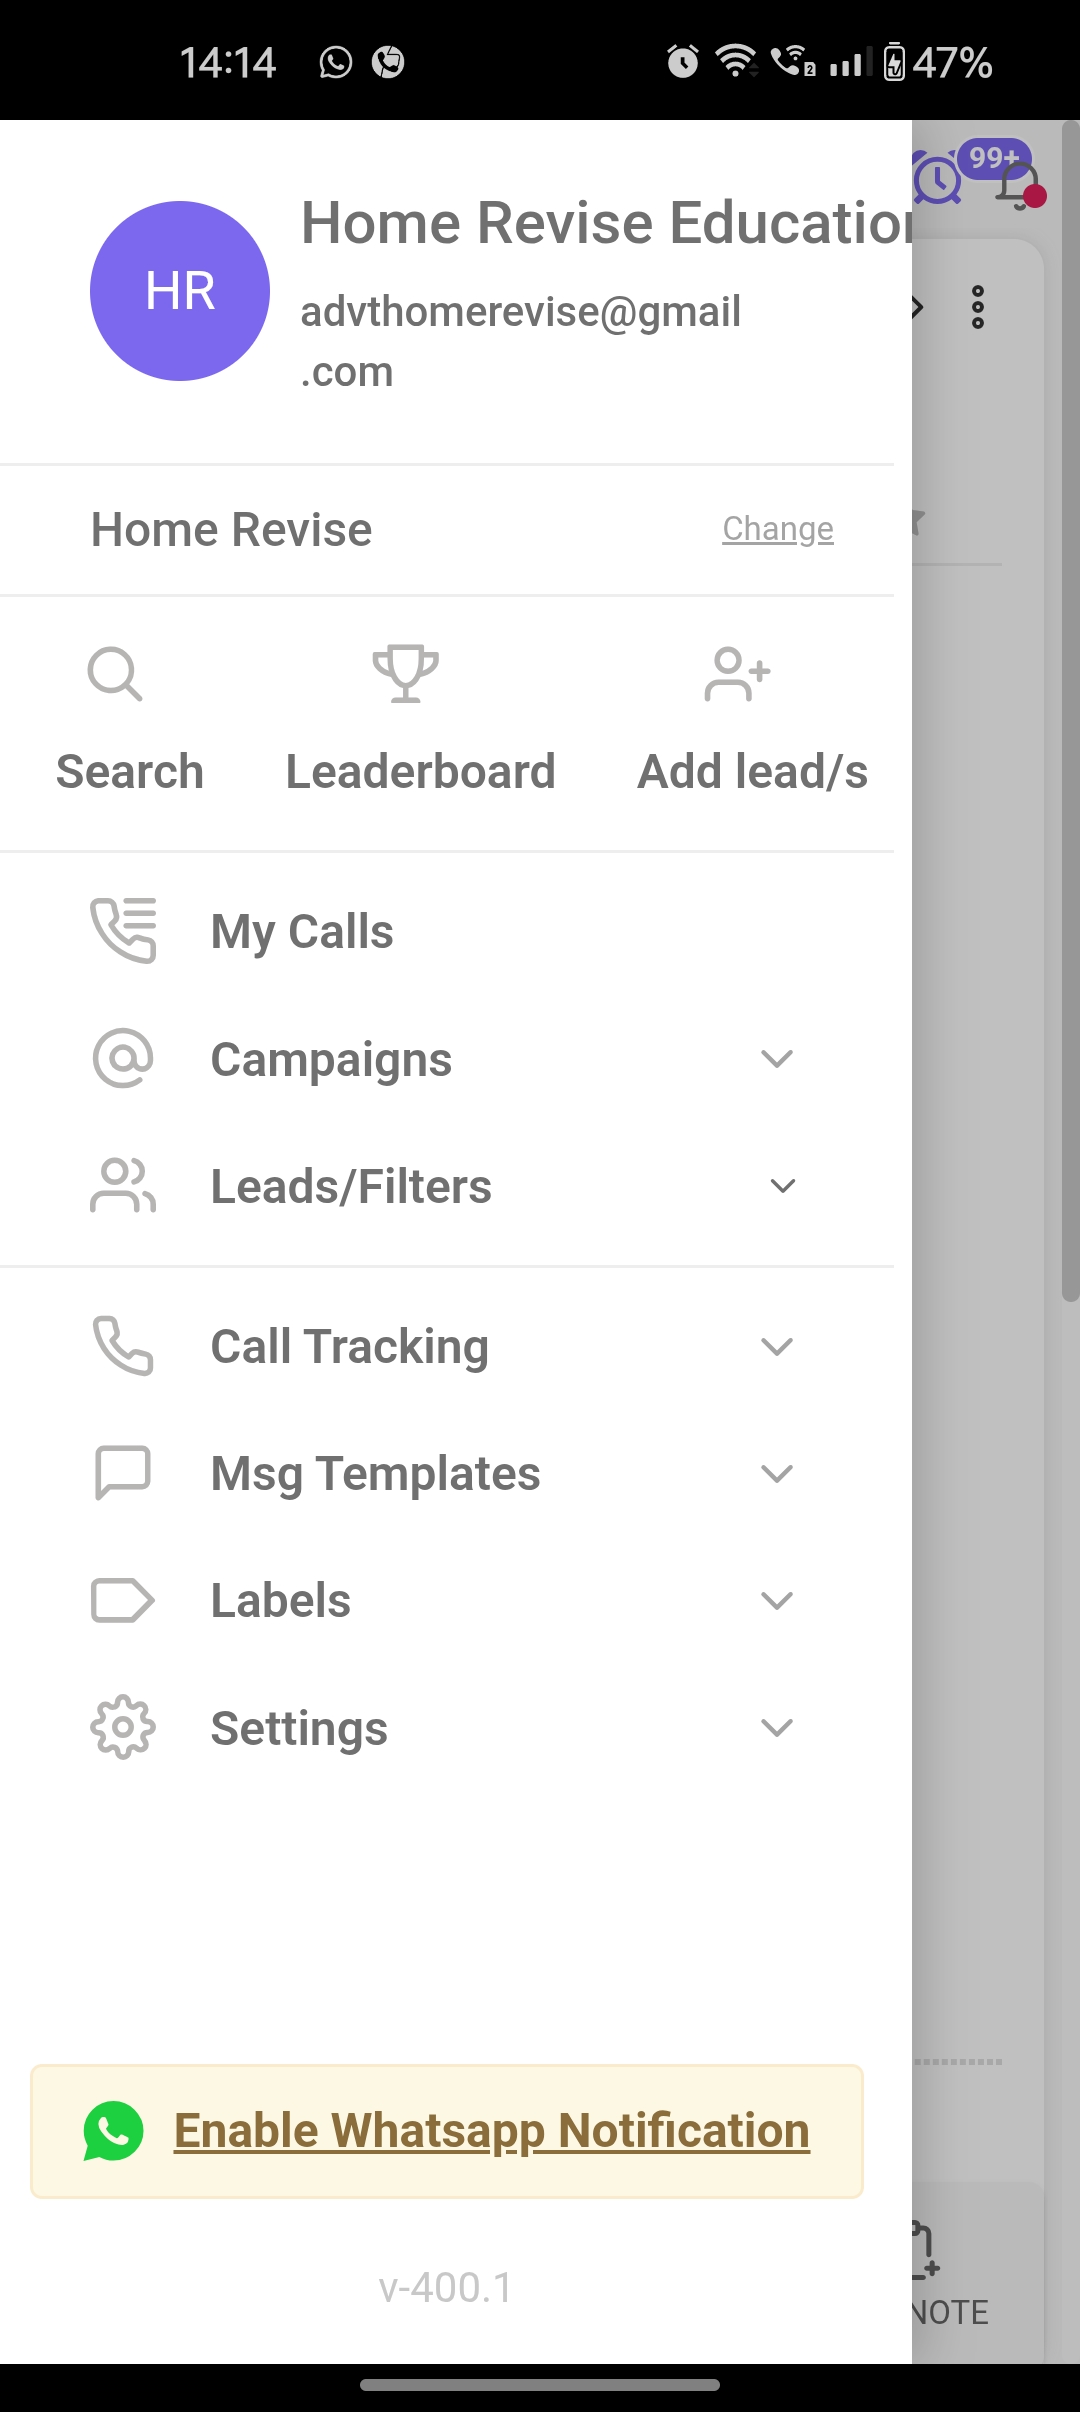 14:14
47%
99+
HR
Home Revise Education
advthomerevise@gmail
.com
Home Revise
Change
Search
Leaderboard
Add lead/s
My Calls
Campaigns
Leads/Filters
Call Tracking
Msg Templates
Labels
Settings
Enable Whatsapp Notification
v-400.1
NOTE